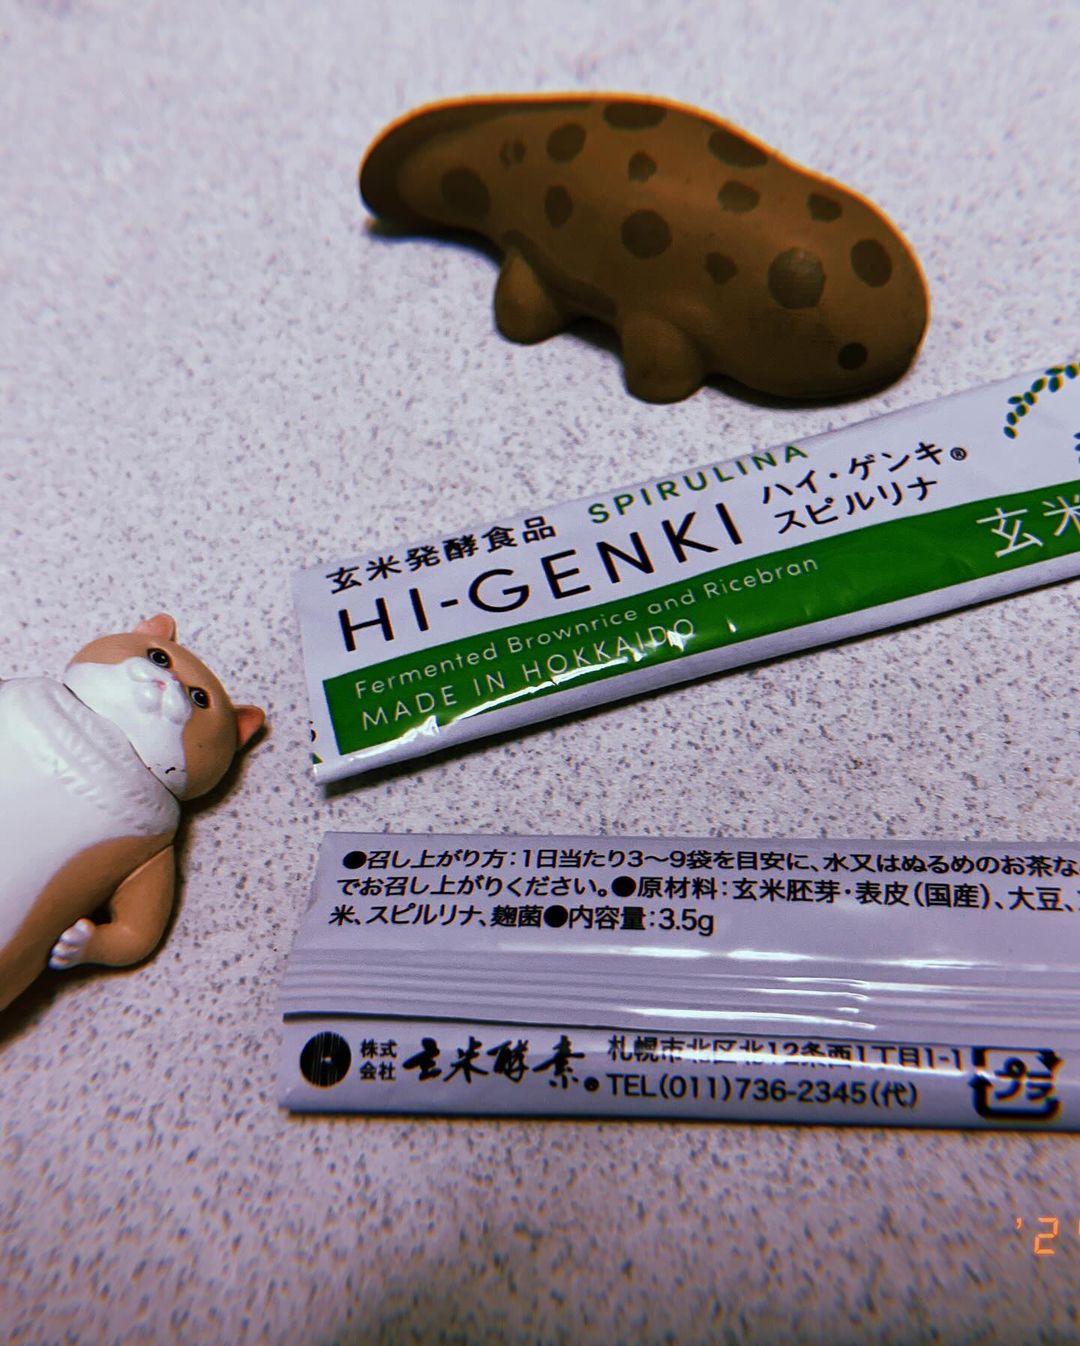 玄米発酵食品 SPIRULINA
HI-GENKI ハイ・ゲンキ®
スピルリナ
Fermented Brownrice and Ricebran
MADE IN HOKKAIDO
玄米
●召し上がり方：1日当たり3〜9袋を目安に、水又はぬるめのお茶な
でお召し上がりください。●原材料：玄米胚芽・表皮（国産）、大豆、
米、スピルリナ、麹菌●内容量：3.5g
株式会社 玄米酵素® 札幌市北区北12条西1丁目1-1
TEL(011)736-2345(代)
プラ
'2